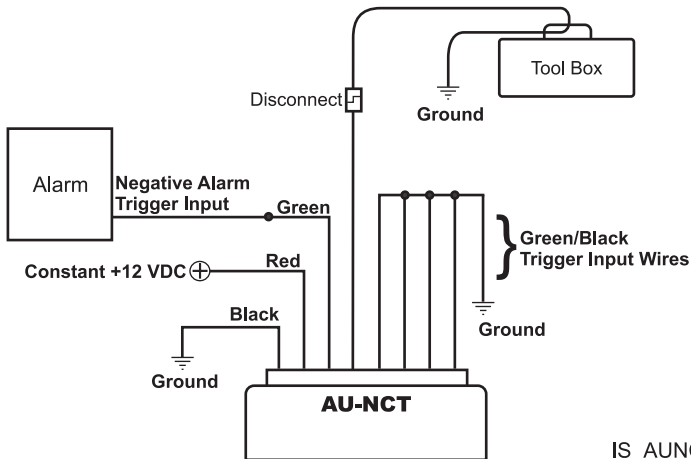 Tool Box
Disconnect
Ground
Alarm
Negative Alarm
Trigger Input
Green
Green/Black
Trigger Input Wires
Constant +12 VDC
Red
Black
Ground
Ground
AU-NCT